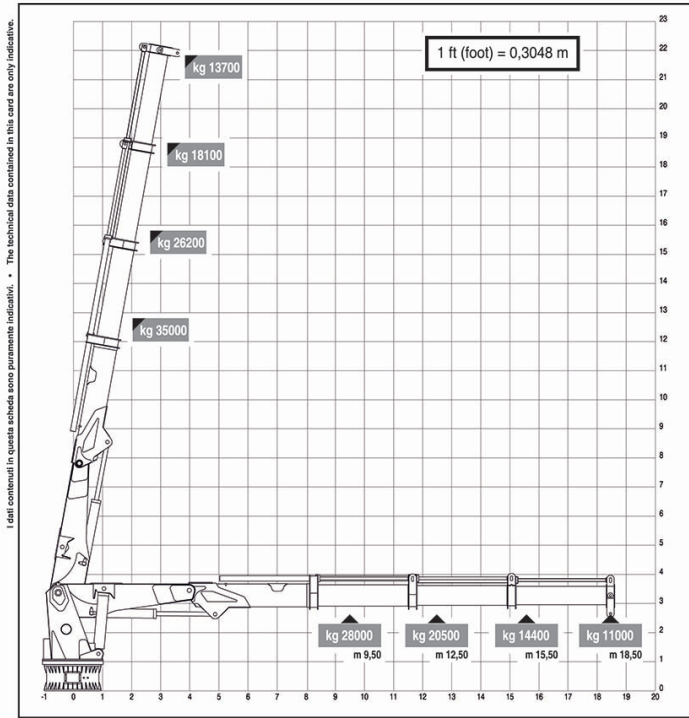 I dati contenuti in questa scheda sono puramente indicativi. • The technical data contained in this card are only indicative.
1 ft (foot) = 0,3048 m
23
22
21
20
19
18
17
16
15
14
13
12
11
10
9
8
7
6
5
4
3
2
1
0
kg 13700
kg 18100
kg 26200
kg 35000
kg 28000 kg 20500 kg 14400 kg 11000
m 9,50 m 12,50 m 15,50 m 18,50
-1 0 1 2 3 4 5 6 7 8 9 10 11 12 13 14 15 16 17 18 19 20